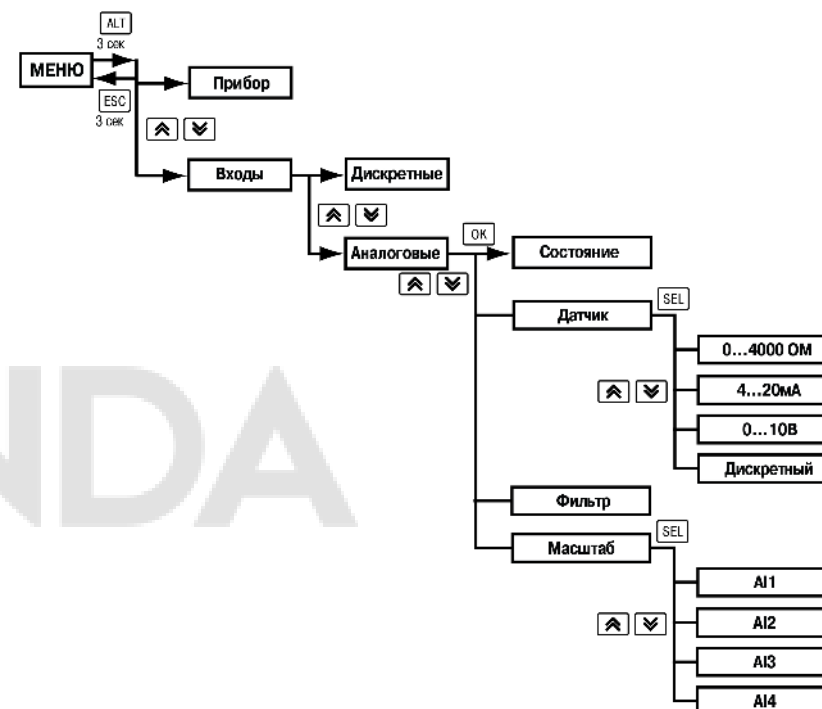 ALT
3 сек
МЕНЮ
Прибор
ESC
3 сек
Входы
Дискретные
OK
Аналоговые
Состояние
SEL
Датчик
0...4000 ОМ
4...20мА
0...10В
Дискретный
NDA
Фильтр
SEL
Масштаб
AI1
AI2
AI3
AI4